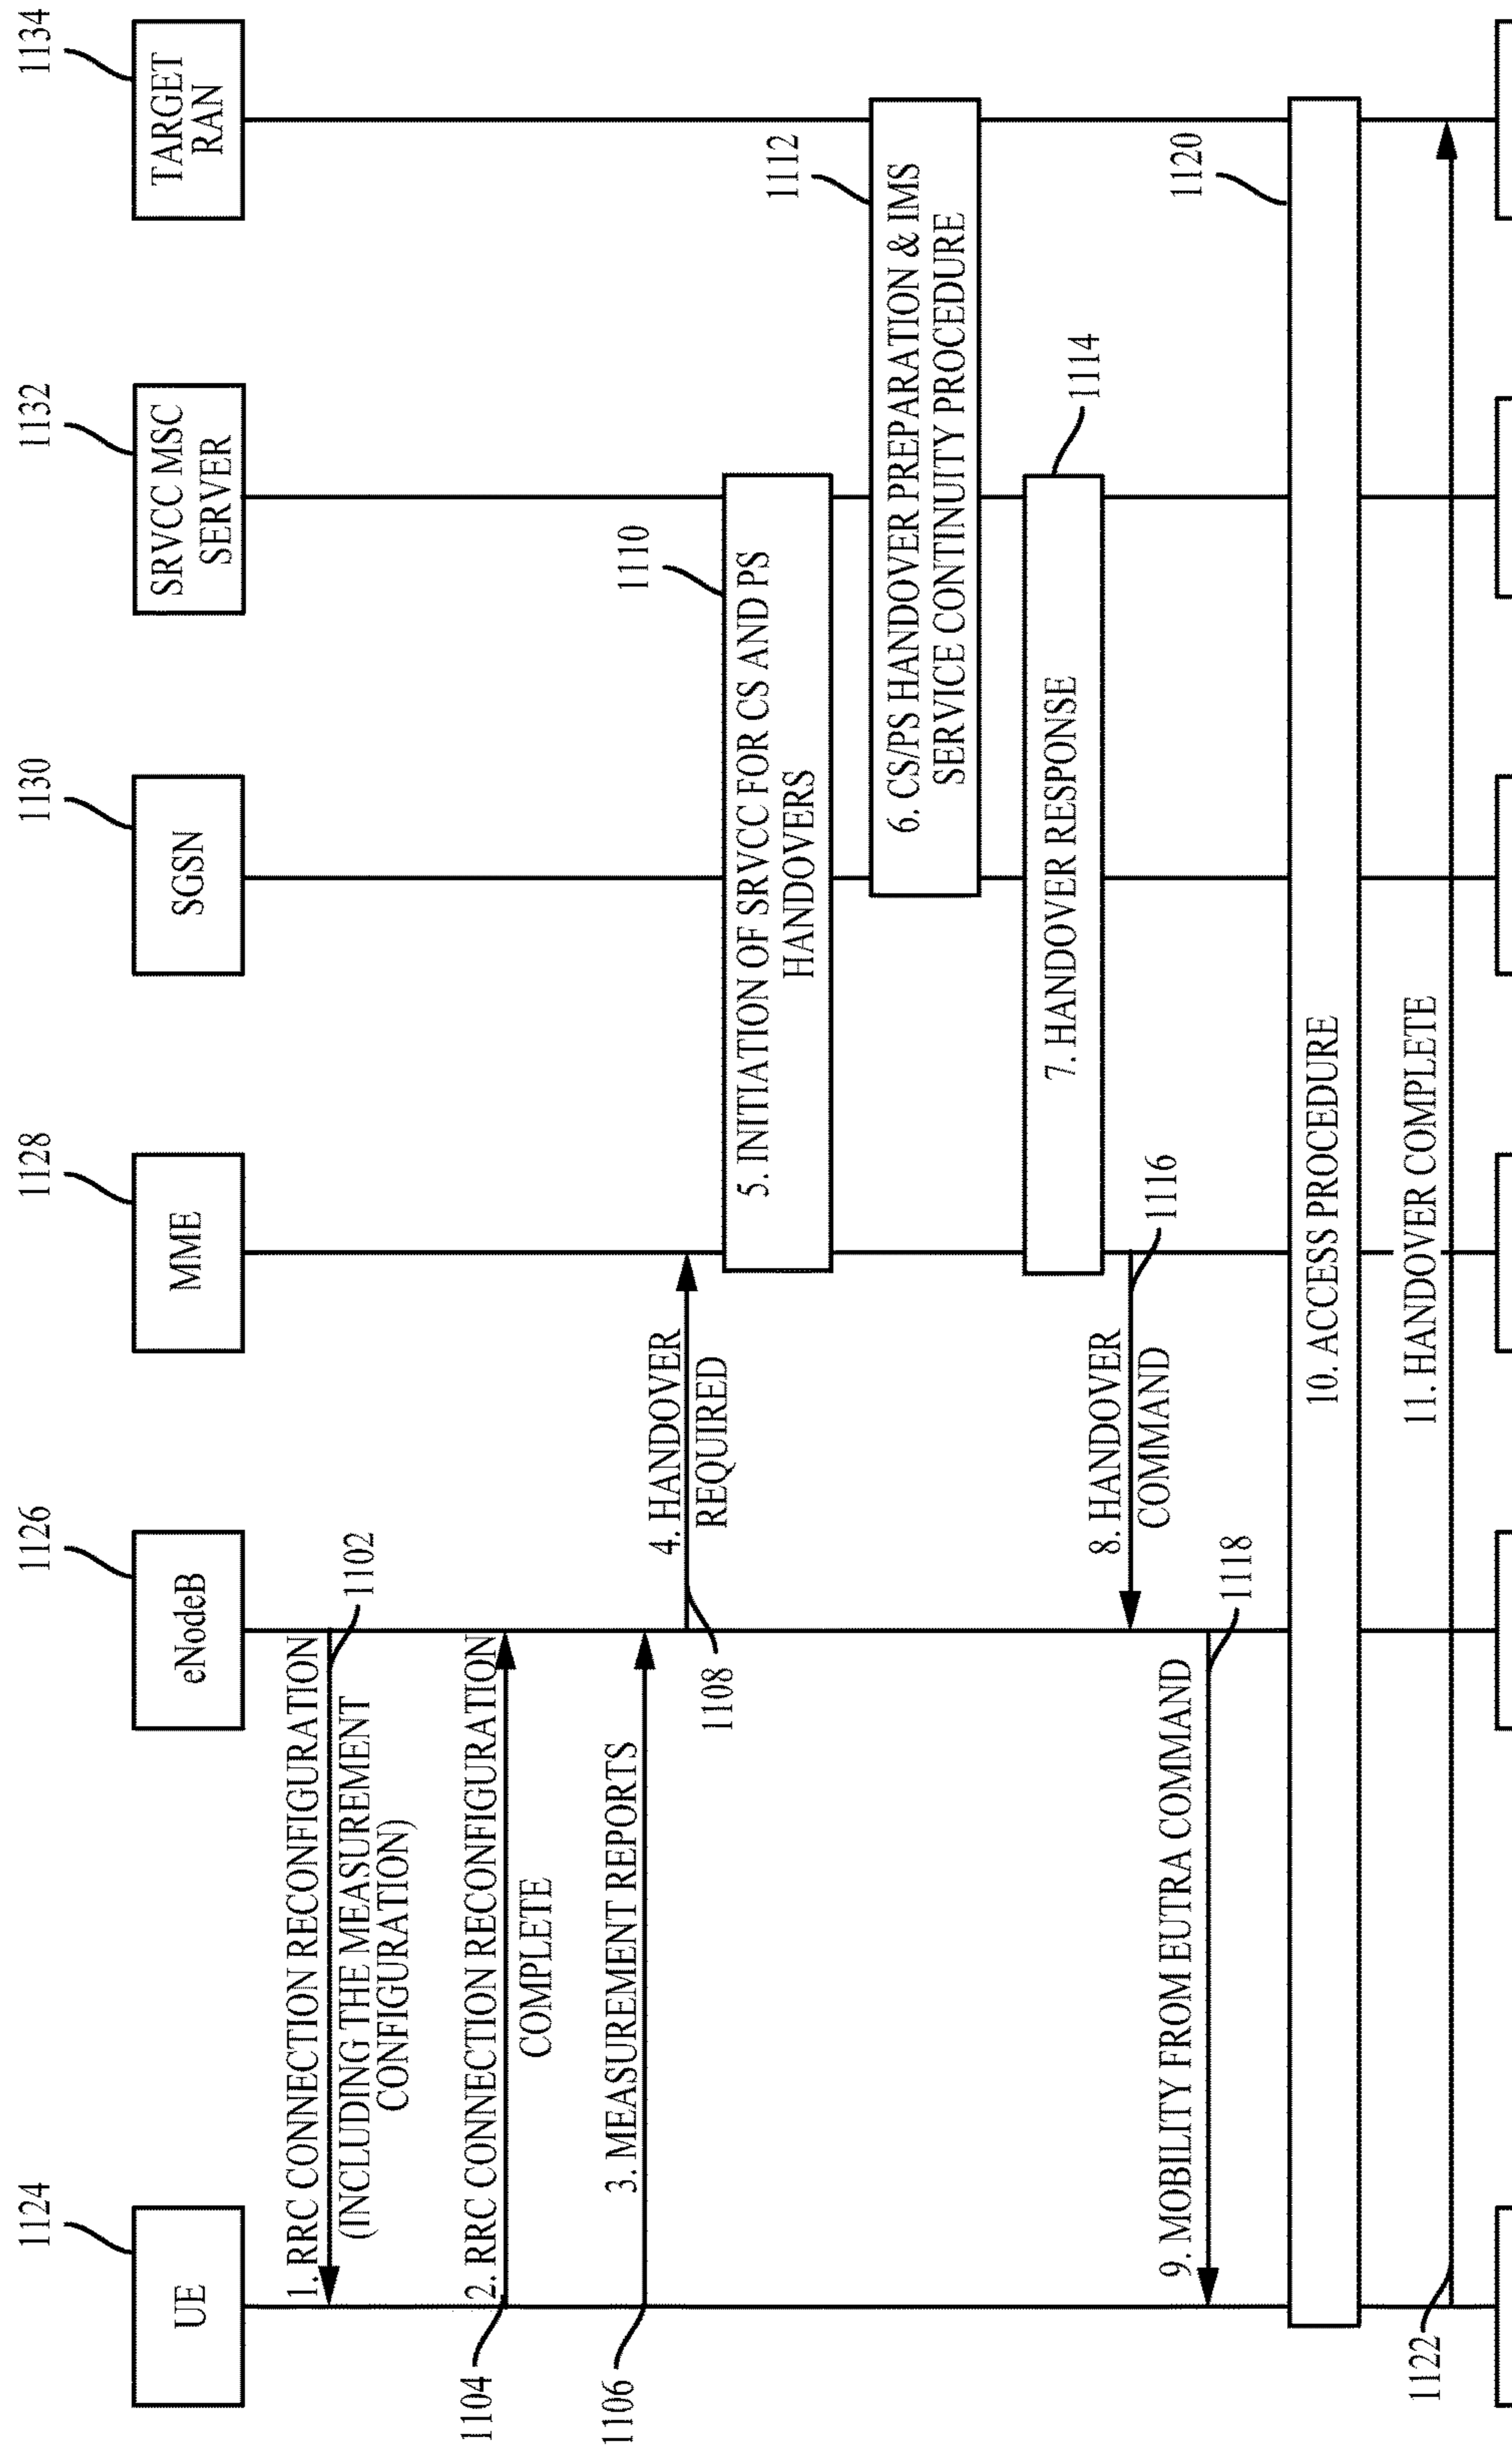 1124
1126
1128
1130
1132
1134
UE
eNodeB
MME
SGSN
SRVCC MSC
SERVER
TARGET
RAN
1. RRC CONNECTION RECONFIGURATION
(INCLUDING THE MEASUREMENT
CONFIGURATION)
1102
2. RRC CONNECTION RECONFIGURATION
COMPLETE
1104
3. MEASUREMENT REPORTS
1106
4. HANDOVER
REQUIRED
1108
1110
5. INITIATION OF SRVCC FOR CS AND PS
HANDOVERS
1112
6. CS/PS HANDOVER PREPARATION & IMS
SERVICE CONTINUITY PROCEDURE
7. HANDOVER RESPONSE
1114
8. HANDOVER
COMMAND
1116
9. MOBILITY FROM EUTRA COMMAND
1118
1120
10. ACCESS PROCEDURE
11. HANDOVER COMPLETE
1122